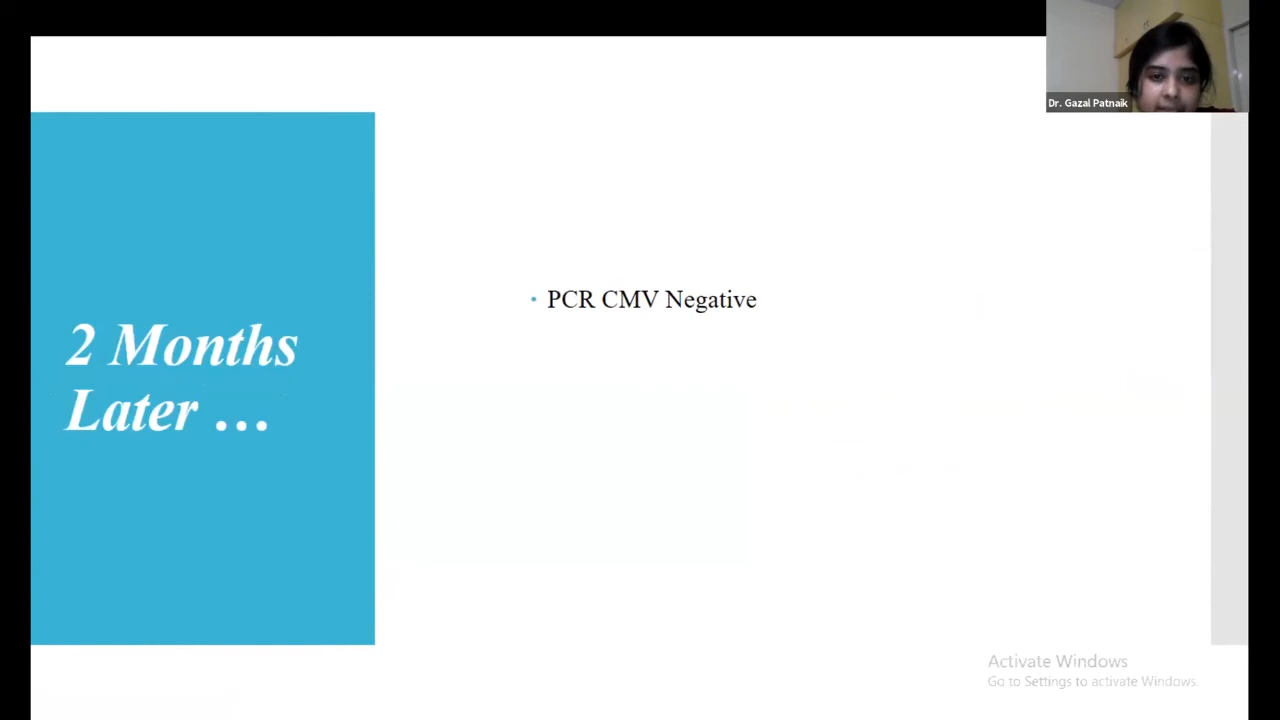 Dr. Gazal Patnaik
2 Months
Later ...
• PCR CMV Negative
Activate Windows
Go to Settings to activate Windows.